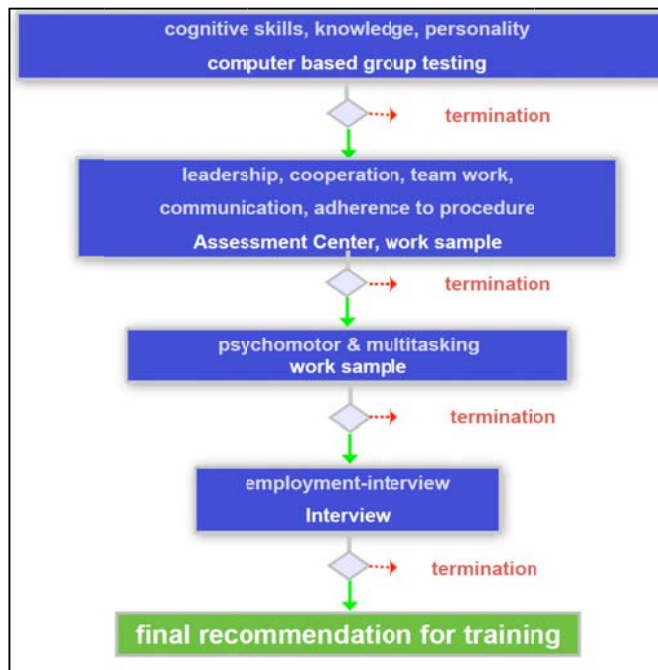 cognitive skills, knowledge, personality
computer based group testing
termination
leadership, cooperation, team work,
communication, adherence to procedure
Assessment Center, work sample
termination
psychomotor & multitasking
work sample
termination
employment-interview
Interview
termination
final recommendation for training